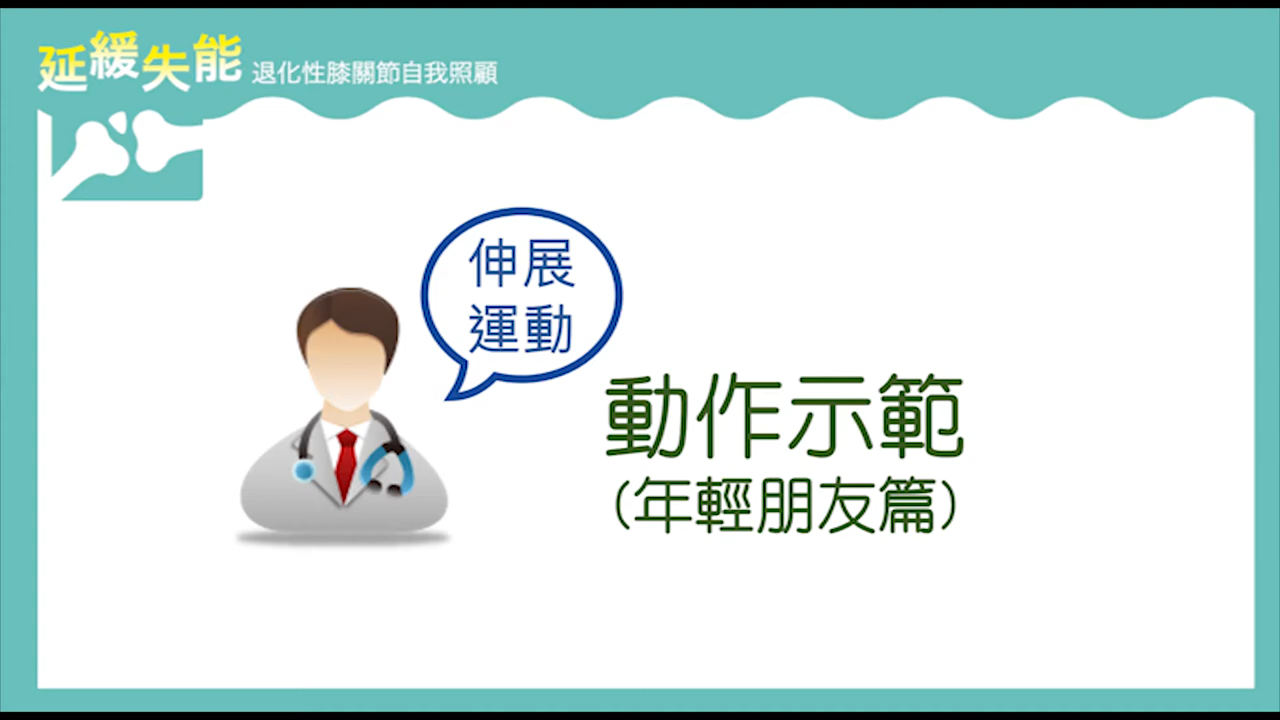 延緩失能 退化性膝關節自我照顧
伸展
運動
動作示範
(年輕朋友篇)